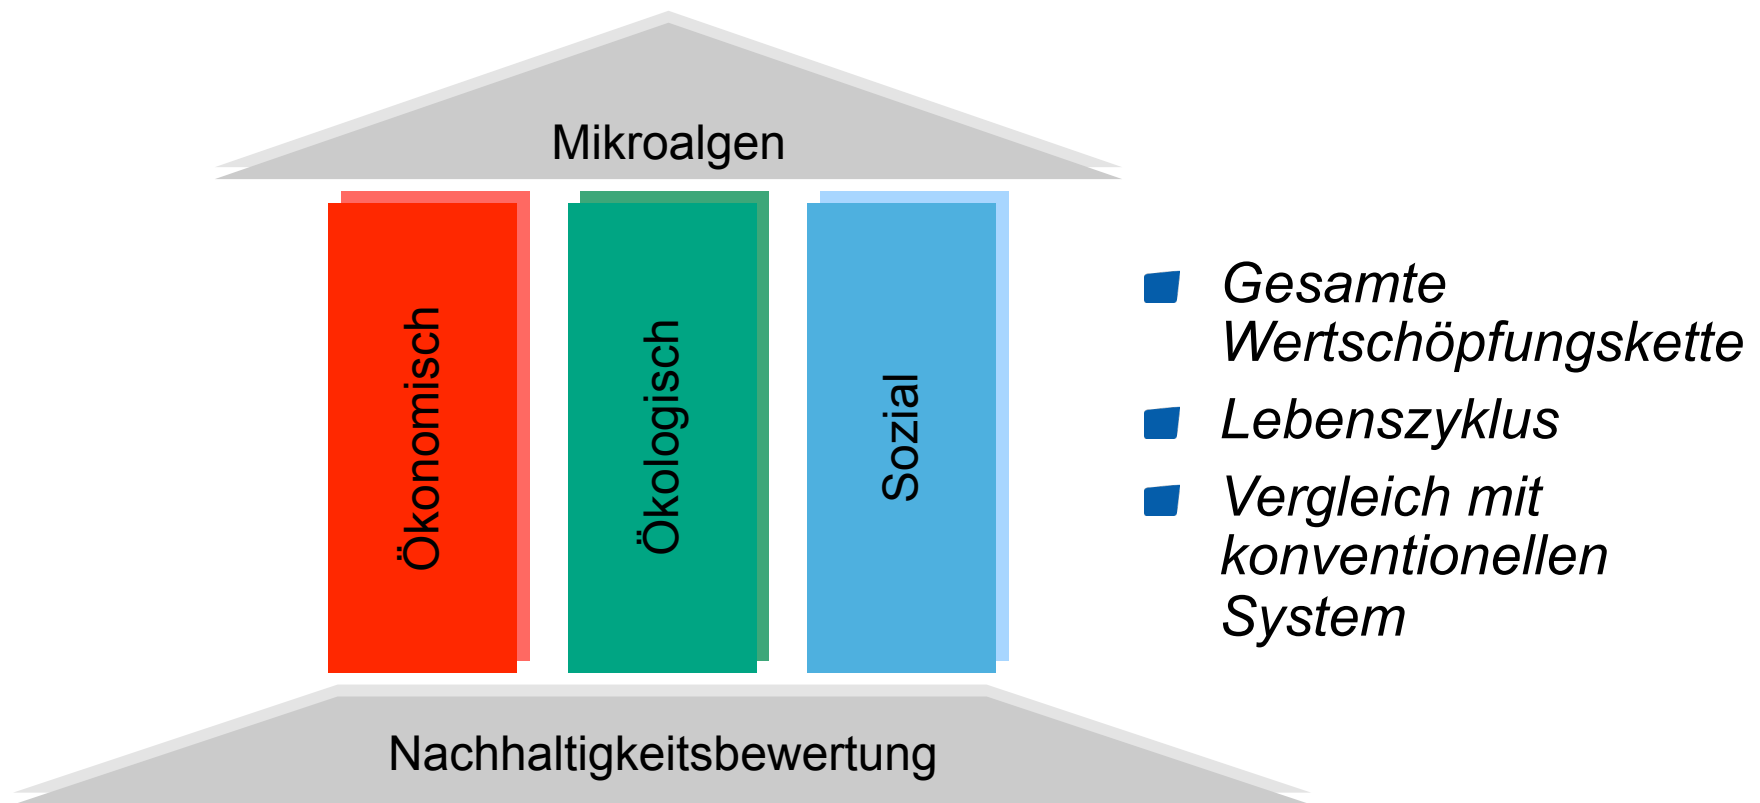 Mikroalgen
Ökonomisch
Ökologisch
Sozial
Gesamte
Wertschöpfungskette
Lebenszyklus
Vergleich mit
konventionellen
System
Nachhaltigkeitsbewertung